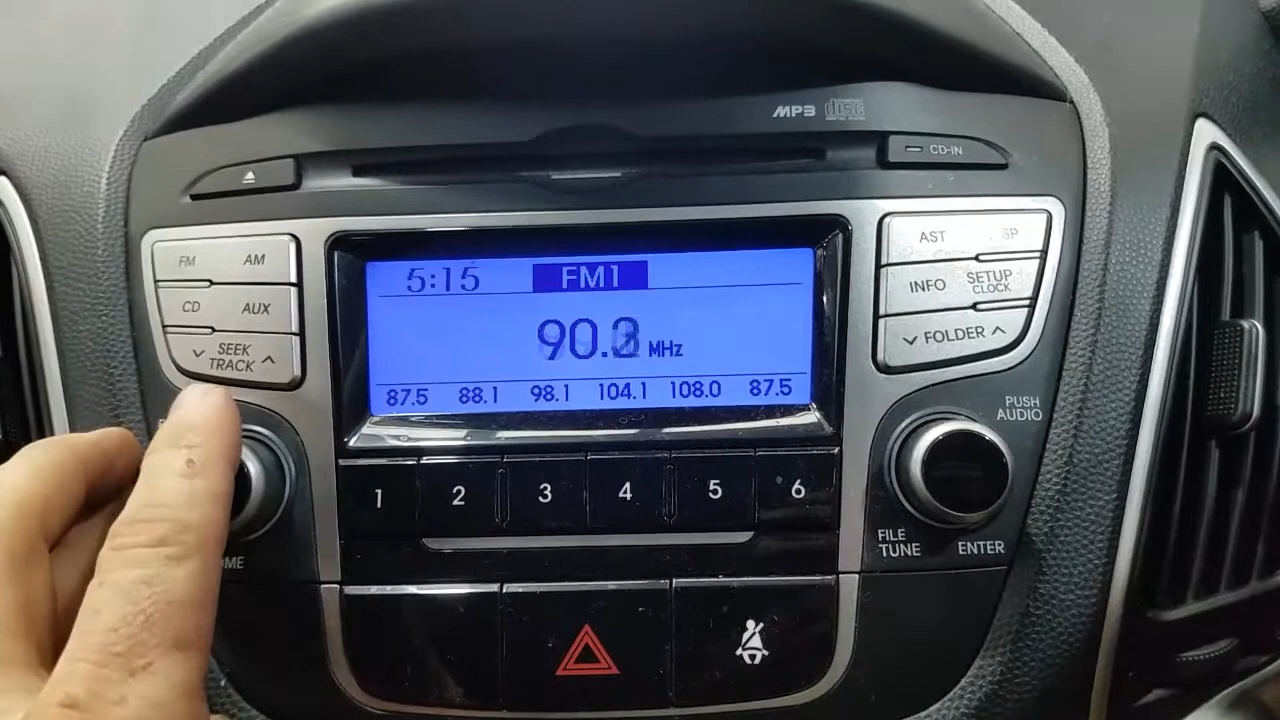 MP3 disc
CD-IN
FM AM
CD AUX
SEEK
TRACK
5:15 FM1
MHz
87.5 88.1 98.1 104.1 108.0 87.5
AST
INFO SETUP
CLOCK
FOLDER
PUSH
AUDIO
1 2 3 4 5 6
FILE
TUNE ENTER